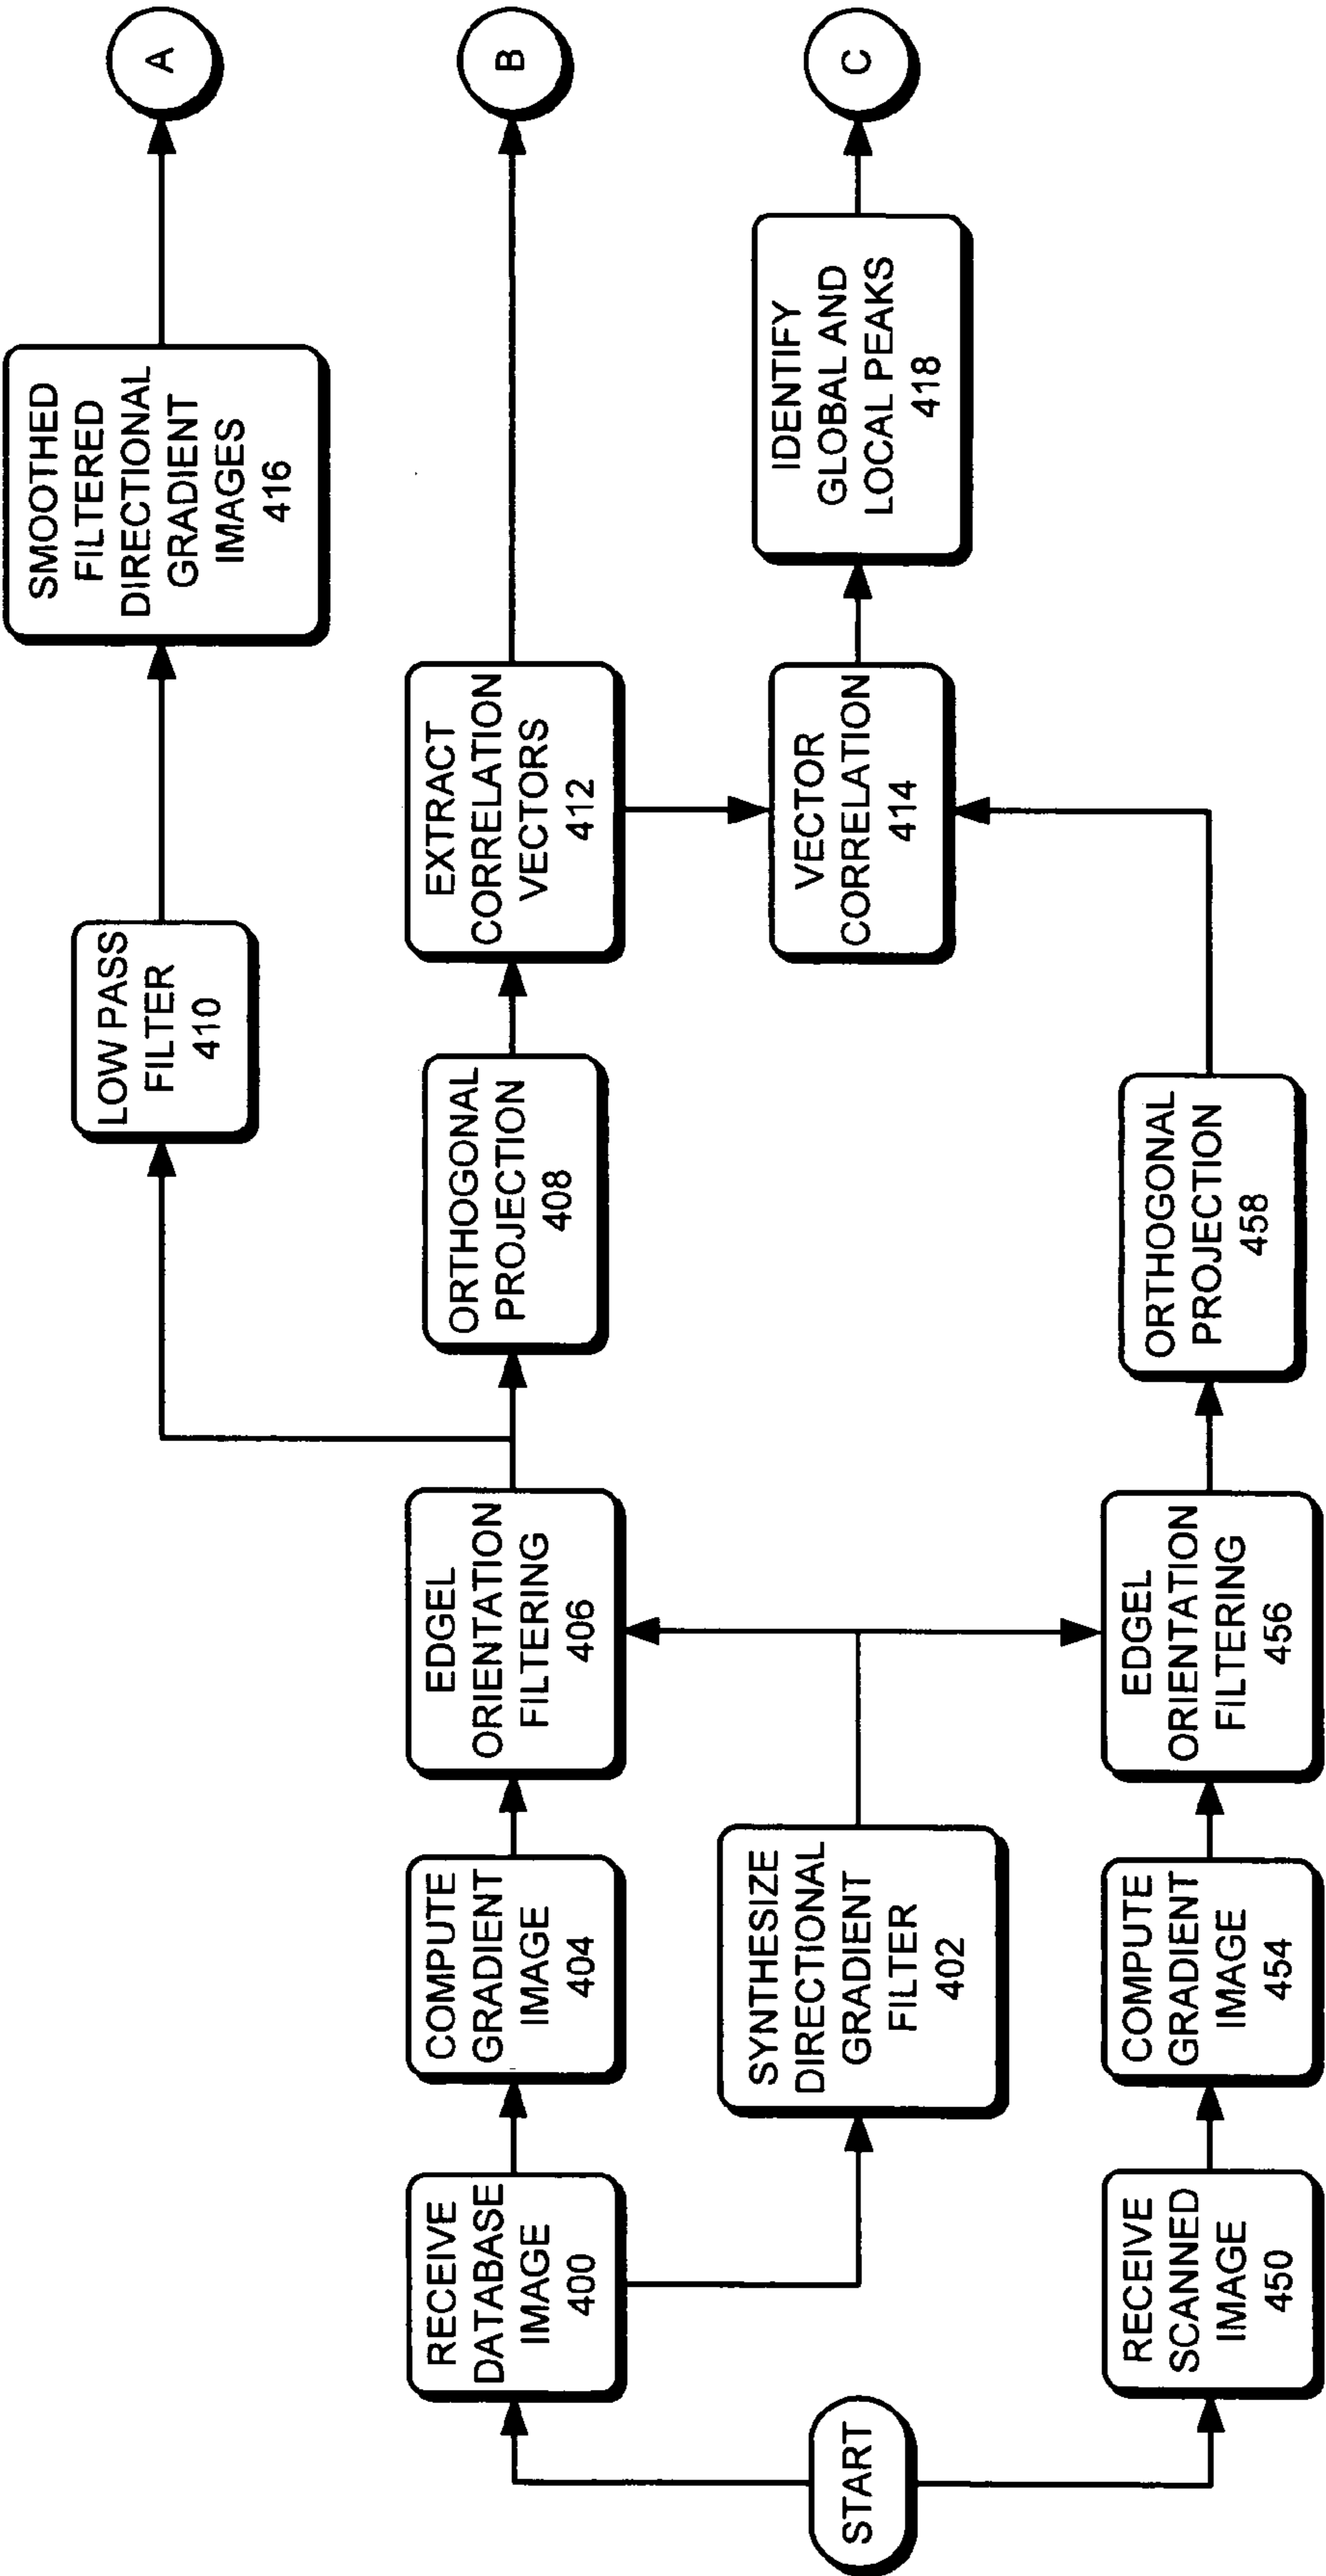 START
RECEIVE
DATABASE
IMAGE
400
COMPUTE
GRADIENT
IMAGE
404
EDGEL
ORIENTATION
FILTERING
406
ORTHOGONAL
PROJECTION
408
EXTRACT
CORRELATION
VECTORS
412
B
LOW PASS
FILTER
410
SMOOTHED
FILTERED
DIRECTIONAL
GRADIENT
IMAGES
416
A
SYNTHESIZE
DIRECTIONAL
GRADIENT
FILTER
402
VECTOR
CORRELATION
414
IDENTIFY
GLOBAL AND
LOCAL PEAKS
418
C
RECEIVE
SCANNED
IMAGE
450
COMPUTE
GRADIENT
IMAGE
454
EDGEL
ORIENTATION
FILTERING
456
ORTHOGONAL
PROJECTION
458